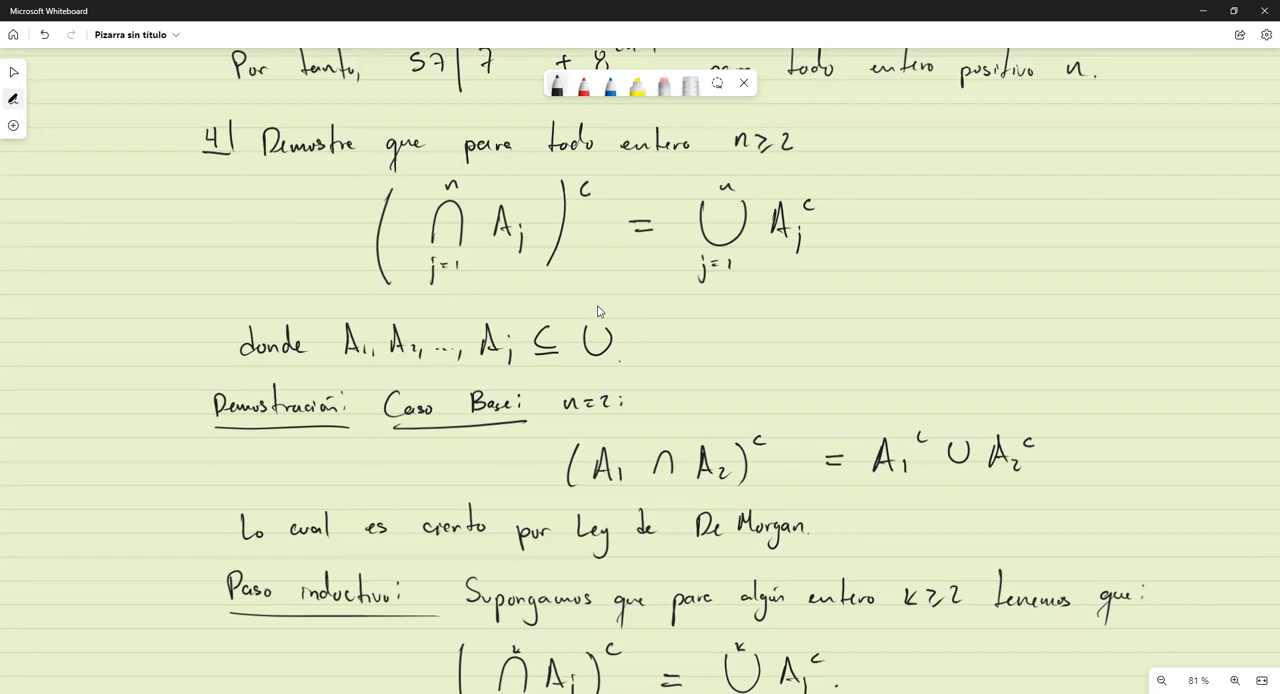 Microsoft Whiteboard
Pizarra sin título
Por tanto, 57 | 7 + 8 todo entero positivo n.
4| Demostre que para todo entero n ≥ 2
( ⋂_{j=1}^{n} A_j )^c = ⋃_{j=1}^{n} A_j^c
donde A_1, A_2, ..., A_j ⊆ U.
Demostración: Caso Base: n=2:
(A_1 ∩ A_2)^c = A_1^c ∪ A_2^c
Lo cual es cierto por Ley de De Morgan.
Paso inductivo: Supongamos que para algún entero k ≥ 2 tenemos que:
( ⋂^k A_j )^c = ⋃^k A_j^c.
81 %